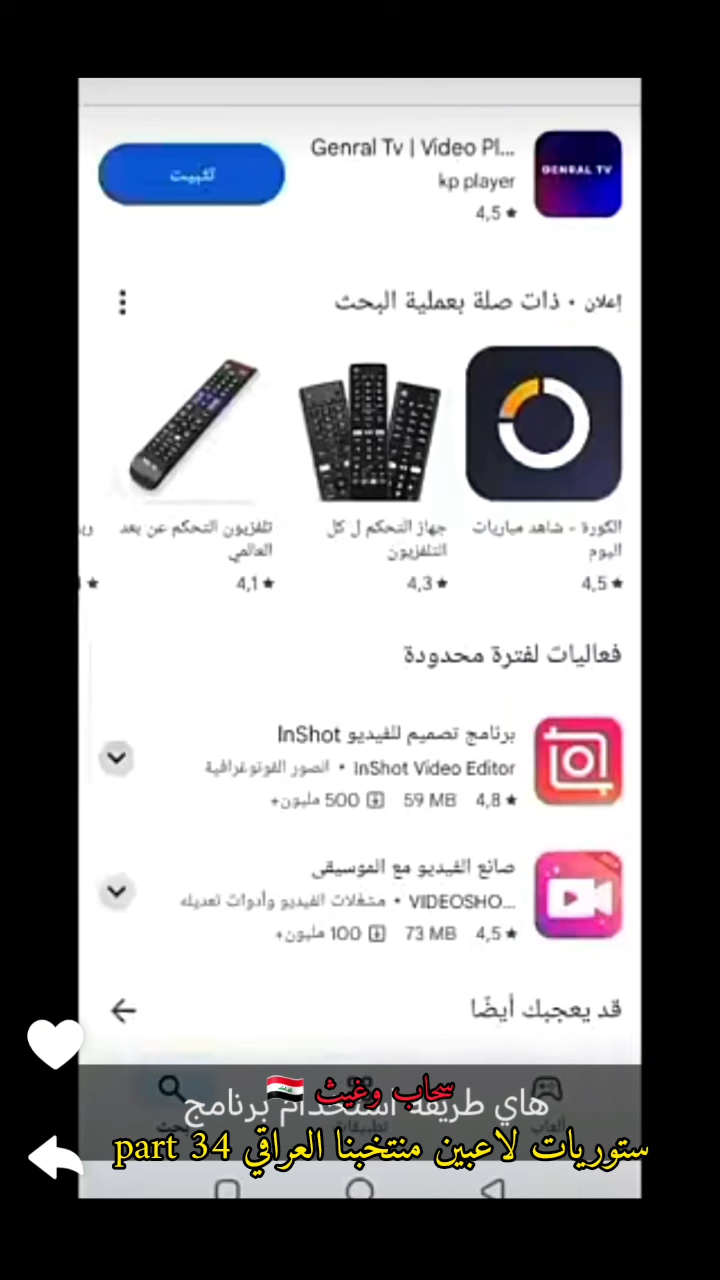 Genral Tv | Video Pl...
kp player
4,5 ★
تثبيت
GENRAL TV
إعلان • ذات صلة بعملية البحث
الكورة - شاهد مباريات اليوم
4,5 ★
جهاز التحكم ل كل التلفزيون
4,3 ★
تلفزيون التحكم عن بعد العالمي
4,1 ★
فعاليات لفترة محدودة
برنامج تصميم للفيديو InShot
InShot Video Editor • الصور الفوتوغرافية
4,8 ★ 59 MB 500 مليون+
صانع الفيديو مع الموسيقى
VIDEOSHO... • مشغلات الفيديو وأدوات تعديله
4,5 ★ 73 MB 100 مليون+
قد يعجبك أيضًا
سحاب وغيث 🇮🇶
هاي طريقة استخدام برنامج
ألعاب
تطبيقات
بحث
ستوريات لاعبين منتخبنا العراقي part 34